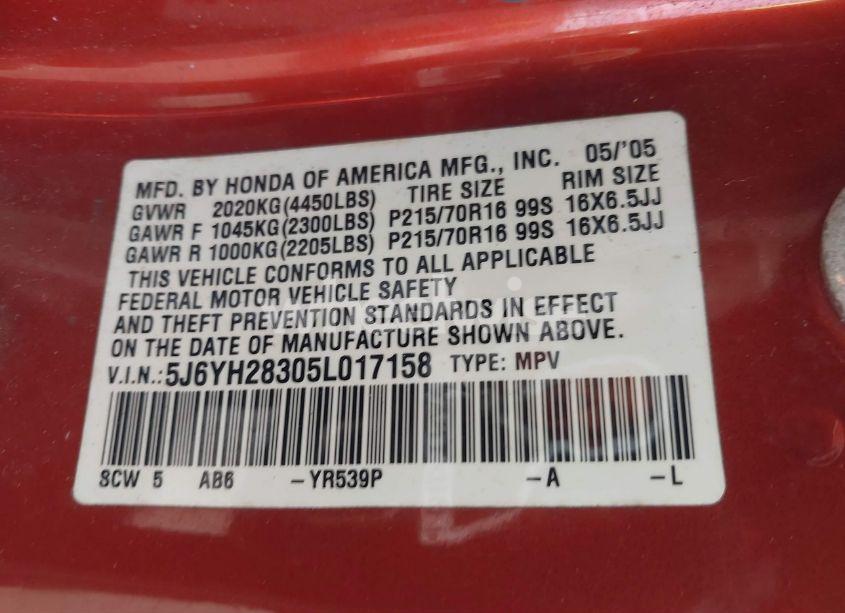 MFD. BY HONDA OF AMERICA MFG., INC. 05/'05
GVWR 2020KG(4450LBS) TIRE SIZE RIM SIZE
GAWR F 1045KG(2300LBS) P215/70R16 99S 16X6.5JJ
GAWR R 1000KG(2205LBS) P215/70R16 99S 16X6.5JJ
THIS VEHICLE CONFORMS TO ALL APPLICABLE
FEDERAL MOTOR VEHICLE SAFETY
AND THEFT PREVENTION STANDARDS IN EFFECT
ON THE DATE OF MANUFACTURE SHOWN ABOVE.
V.I.N.:5J6YH28305L017158 TYPE: MPV
SCW 5 AB6 -YR539P -A -L